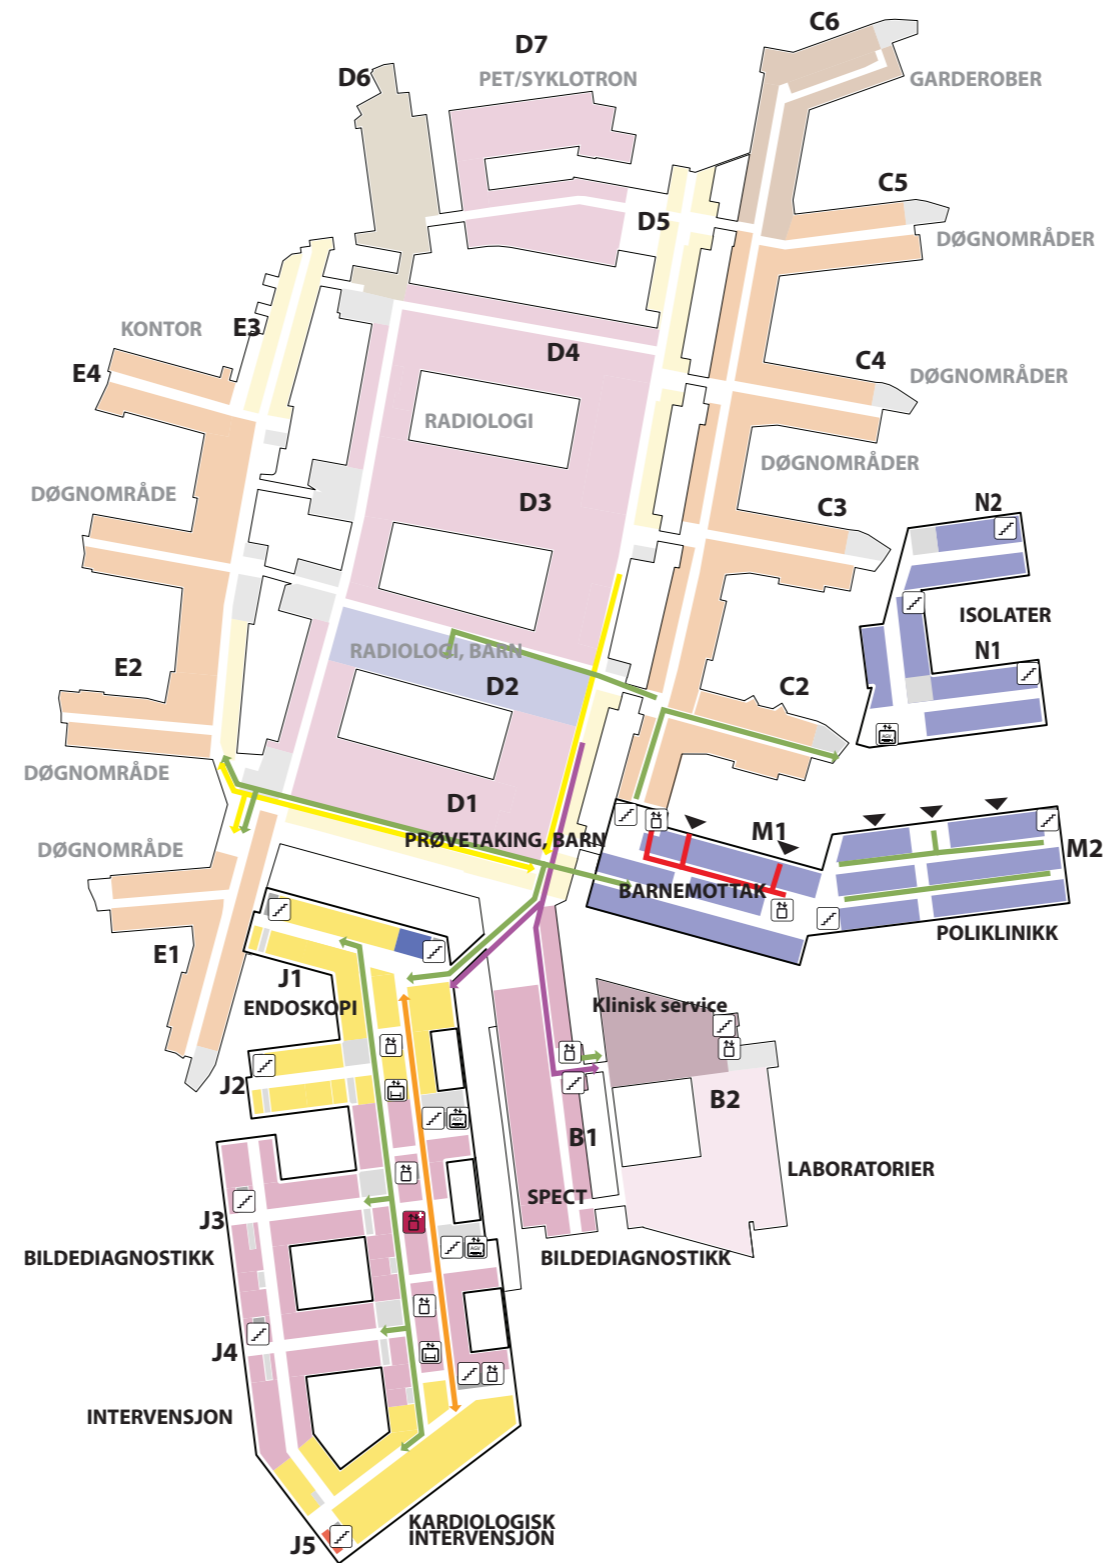 C6
D7
D6
PET/SYKLOTRON
GARDEROBER
C5
D5
DØGNOMRÅDER
KONTOR
E3
D4
C4
E4
DØGNOMRÅDER
RADIOLOGI
DØGNOMRÅDER
DØGNOMRÅDE
D3
C3
N2
ISOLATER
RADIOLOGI, BARN
N1
E2
D2
C2
DØGNOMRÅDE
D1
PRØVETAKING, BARN
M1
M2
DØGNOMRÅDE
BARNEMOTTAK
POLIKLINIKK
E1
J1
ENDOSKOPI
Klinisk service
J2
B2
B1
LABORATORIER
SPECT
J3
BILDEDIAGNOSTIKK
BILDEDIAGNOSTIKK
J4
INTERVENSJON
KARDIOLOGISK
INTERVENSJON
J5